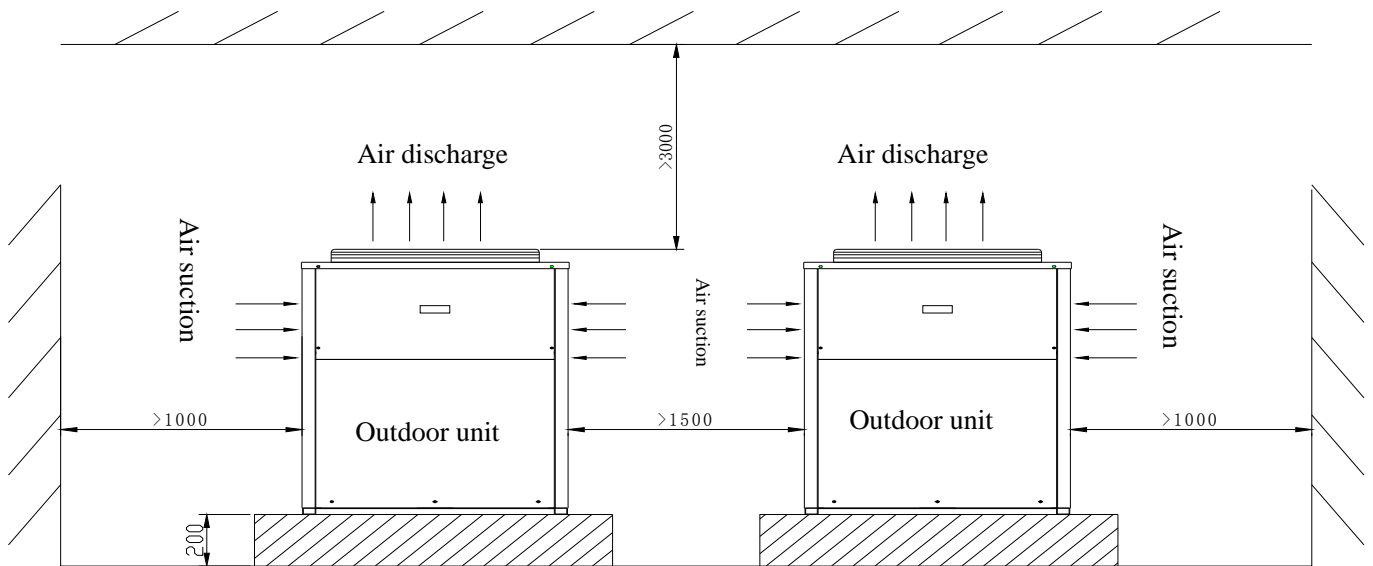 >3000
Air discharge
Air discharge
Air suction
Air suction
Air suction
>1000
Outdoor unit
>1500
Outdoor unit
>1000
200